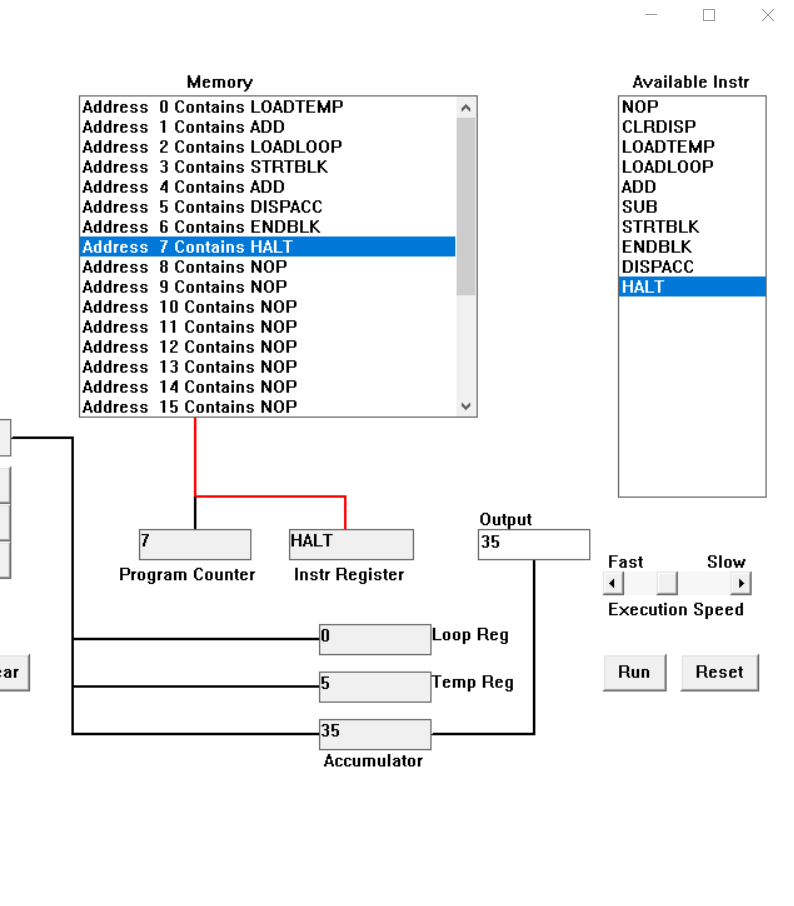 Memory
Address 0 Contains LOADTEMP
Address 1 Contains ADD
Address 2 Contains LOADLOOP
Address 3 Contains STRTBLK
Address 4 Contains ADD
Address 5 Contains DISPACC
Address 6 Contains ENDBLK
Address 7 Contains HALT
Address 8 Contains NOP
Address 9 Contains NOP
Address 10 Contains NOP
Address 11 Contains NOP
Address 12 Contains NOP
Address 13 Contains NOP
Address 14 Contains NOP
Address 15 Contains NOP
Available Instr
NOP
CLRDISP
LOADTEMP
LOADLOOP
ADD
SUB
STRTBLK
ENDBLK
DISPACC
HALT
7
Program Counter
HALT
Instr Register
Output
35
Fast Slow
Execution Speed
0 Loop Reg
5 Temp Reg
35
Accumulator
ar
Run Reset